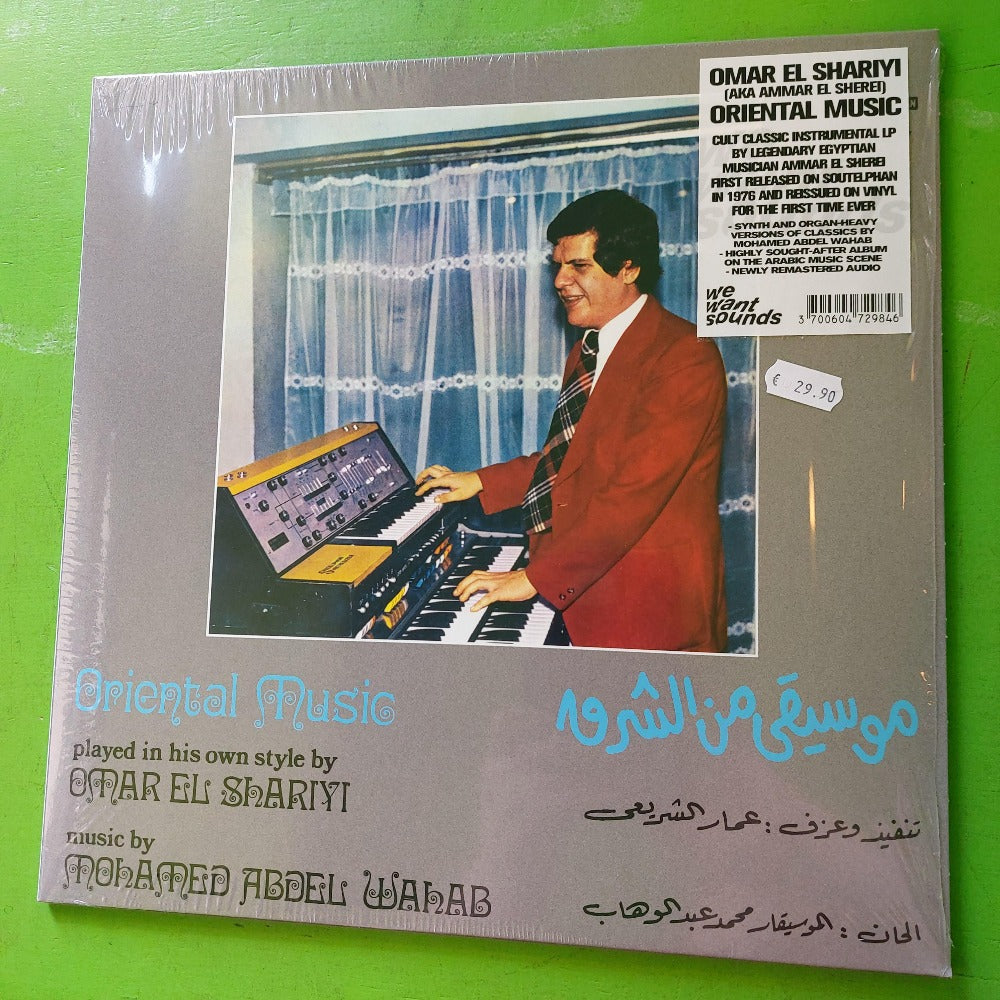 OMAR EL SHARIYI
(AKA AMMAR EL SHEREI)
ORIENTAL MUSIC
CULT CLASSIC INSTRUMENTAL LP
BY LEGENDARY EGYPTIAN
MUSICIAN AMMAR EL SHEREI
FIRST RELEASED ON SOUTELPHAN
IN 1976 AND REISSUED ON VINYL
FOR THE FIRST TIME EVER
- SYNTH AND ORGAN-HEAVY
VERSIONS OF CLASSICS BY
MOHAMED ABDEL WAHAB
- HIGHLY SOUGHT-AFTER ALBUM
ON THE ARABIC MUSIC SCENE
- NEWLY REMASTERED AUDIO
we
want
sounds
3 700604 729846
€ 29.90
Oriental Music
played in his own style by
OMAR EL SHARIYI
music by
MOHAMED ABDEL WAHAB
موسيقى من الشرق
تنفيذ وعزف : عمار الشريعى
الحان : الموسيقار محمد عبد الوهاب